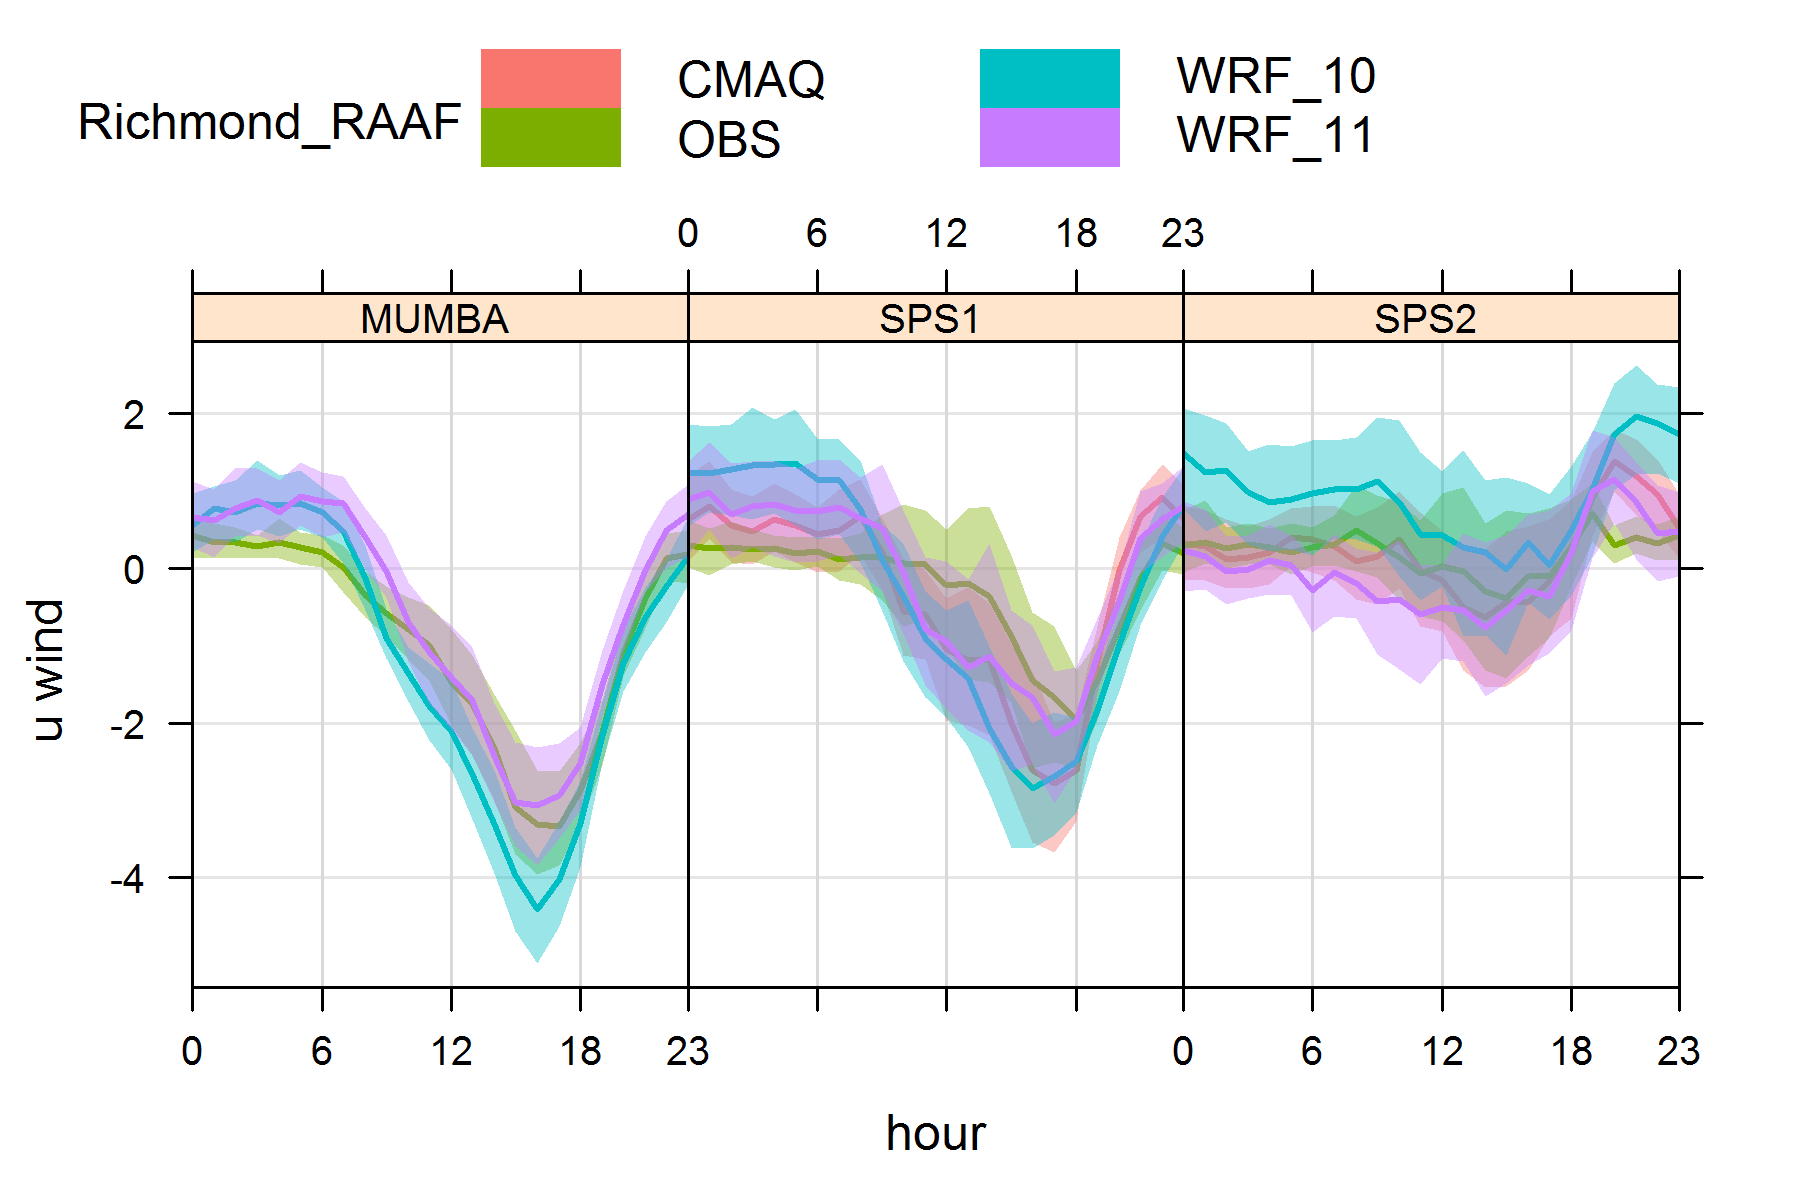 Richmond_RAAF
CMAQ
OBS
WRF_10
WRF_11
0 6 12 18 23
MUMBA SPS1 SPS2
2
0
-2
-4
u wind
0 6 12 18 23 0 6 12 18 23
hour